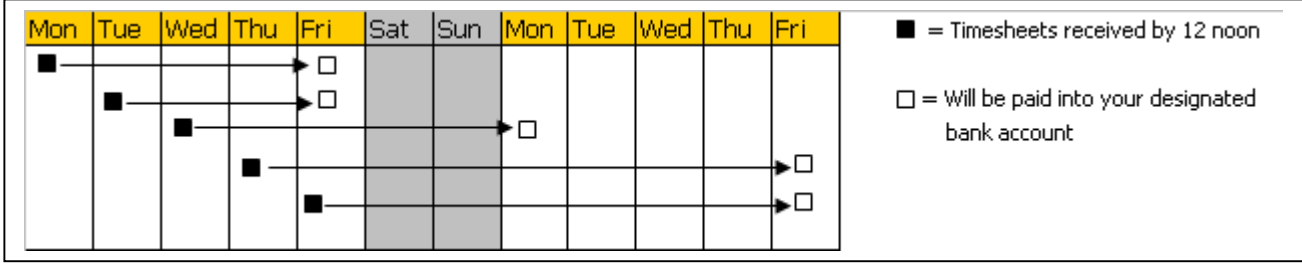 Mon Tue Wed Thu Fri Sat Sun Mon Tue Wed Thu Fri
■ = Timesheets received by 12 noon
□ = Will be paid into your designated
bank account